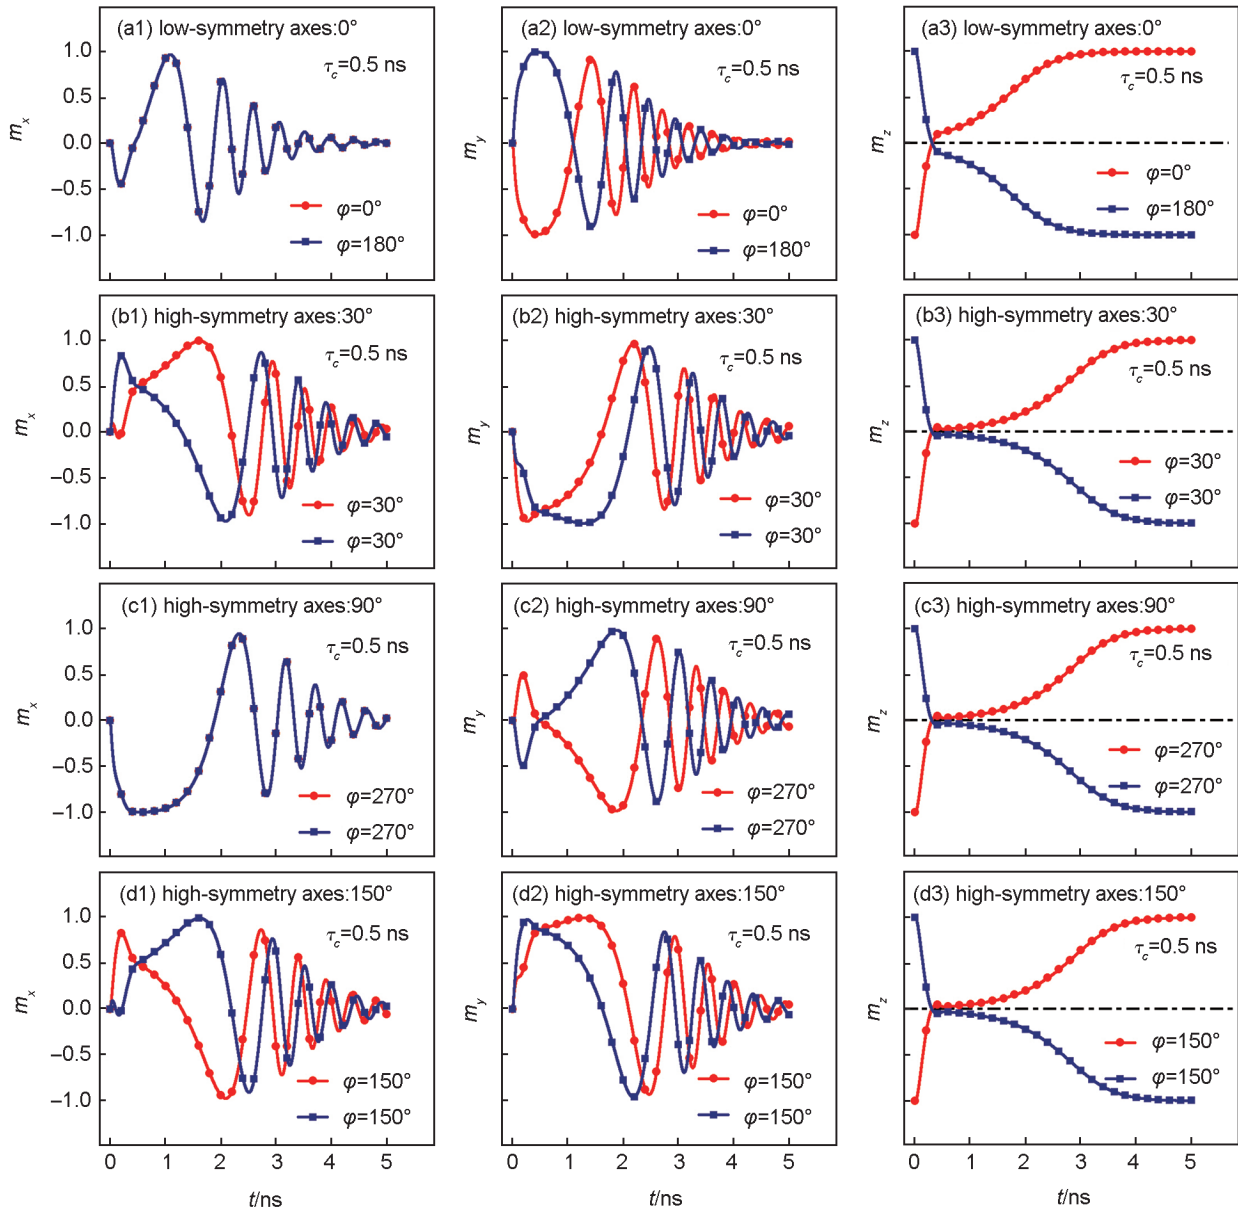 (a1) low-symmetry axes:0°
τc=0.5 ns
mx
1.0
0.5
0.0
−0.5
−1.0
φ=0°
φ=180°
(a2) low-symmetry axes:0°
τc=0.5 ns
my
φ=0°
φ=180°
(a3) low-symmetry axes:0°
τc=0.5 ns
mz
φ=0°
φ=180°
(b1) high-symmetry axes:30°
τc=0.5 ns
mx
1.0
0.5
0.0
−0.5
−1.0
φ=30°
φ=30°
(b2) high-symmetry axes:30°
τc=0.5 ns
my
φ=30°
φ=30°
(b3) high-symmetry axes:30°
τc=0.5 ns
mz
φ=30°
φ=30°
(c1) high-symmetry axes:90°
τc=0.5 ns
mx
1.0
0.5
0.0
−0.5
−1.0
φ=270°
φ=270°
(c2) high-symmetry axes:90°
τc=0.5 ns
my
φ=270°
φ=270°
(c3) high-symmetry axes:90°
τc=0.5 ns
mz
φ=270°
φ=270°
(d1) high-symmetry axes:150°
τc=0.5 ns
mx
1.0
0.5
0.0
−0.5
−1.0
φ=150°
φ=150°
0 1 2 3 4 5
t/ns
(d2) high-symmetry axes:150°
τc=0.5 ns
my
φ=150°
φ=150°
0 1 2 3 4 5
t/ns
(d3) high-symmetry axes:150°
τc=0.5 ns
mz
φ=150°
φ=150°
0 1 2 3 4 5
t/ns